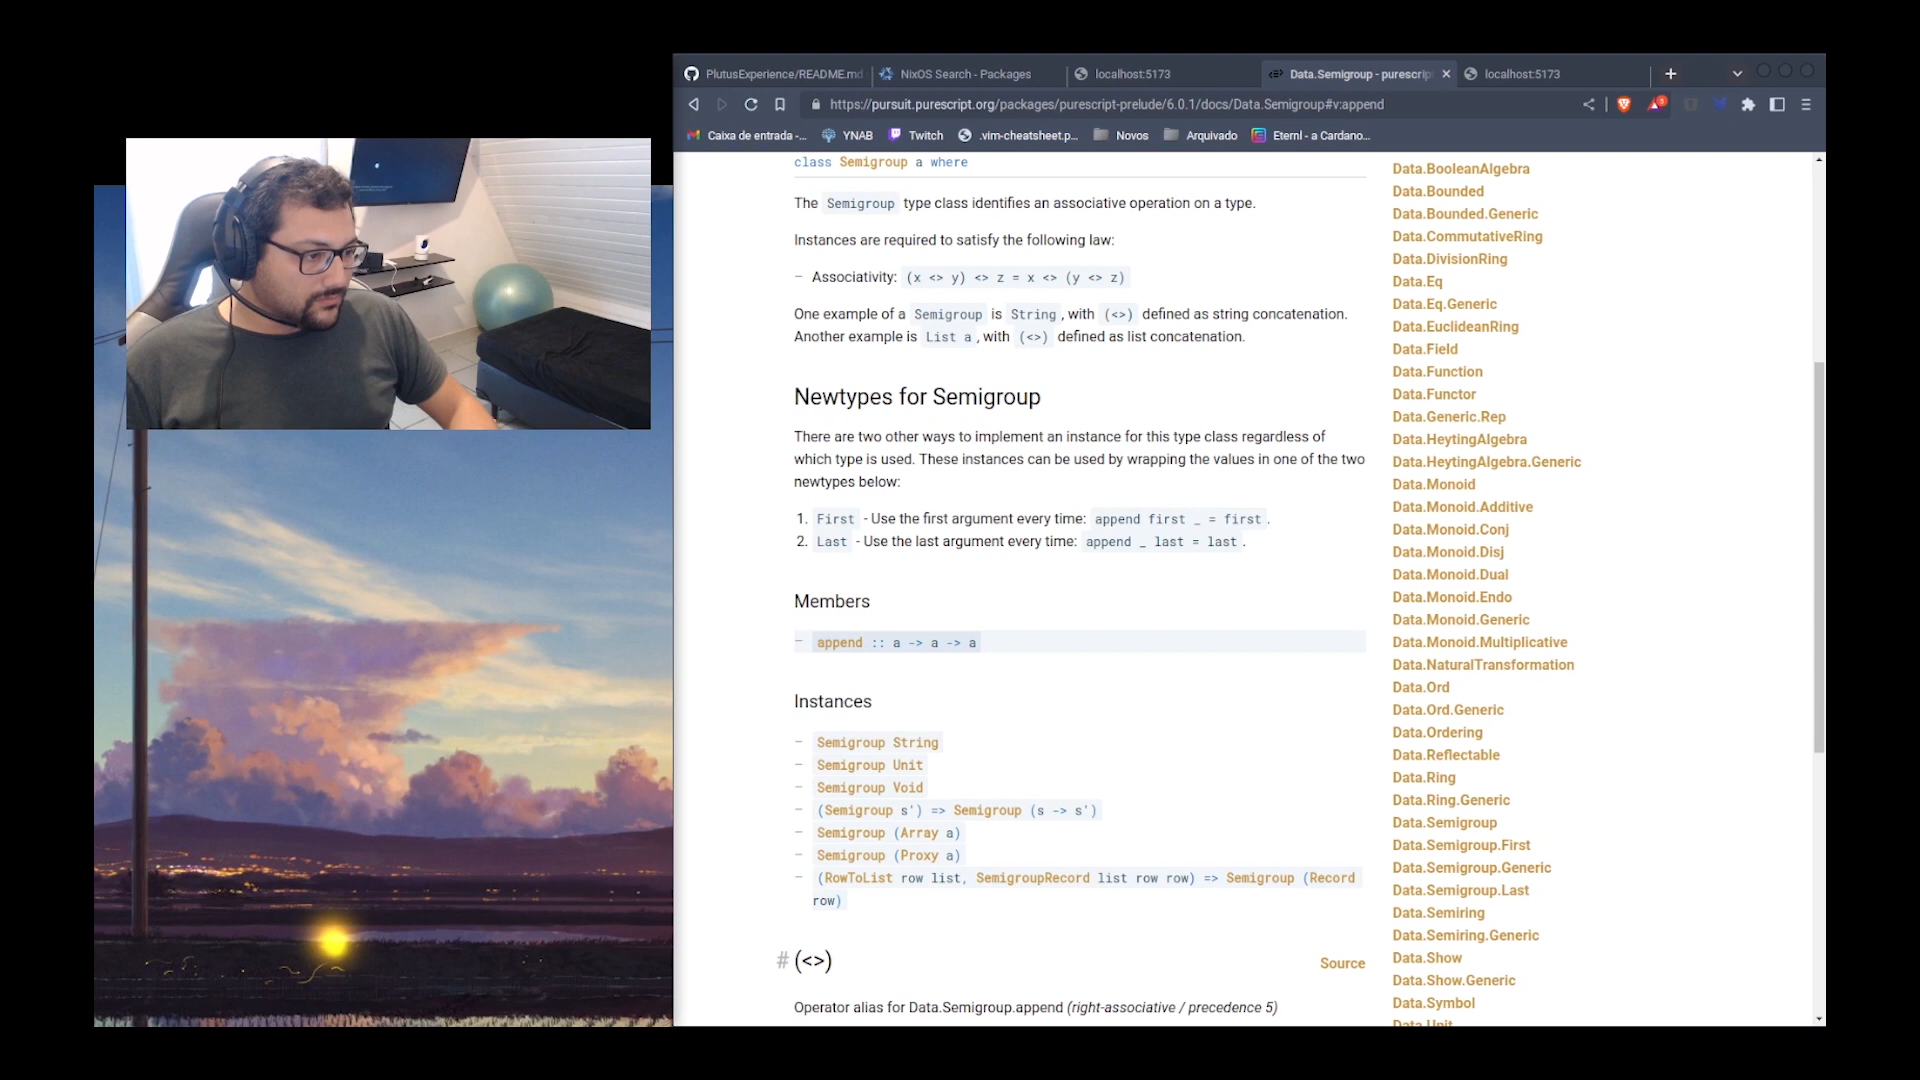 PlutusExperience/README.md
NixOS Search - Packages
localhost:5173
Data.Semigroup - purescrip
localhost:5173
https://pursuit.purescript.org/packages/purescript-prelude/6.0.1/docs/Data.Semigroup#v:append
Caixa de entrada -...
YNAB
Twitch
.vim-cheatsheet.p...
Novos
Arquivado
Eternl - a Cardano...
class Semigroup a where
The Semigroup type class identifies an associative operation on a type.
Instances are required to satisfy the following law:
– Associativity: (x <> y) <> z = x <> (y <> z)
One example of a Semigroup is String, with (<>) defined as string concatenation.
Another example is List a, with (<>) defined as list concatenation.
Newtypes for Semigroup
There are two other ways to implement an instance for this type class regardless of
which type is used. These instances can be used by wrapping the values in one of the two
newtypes below:
1. First - Use the first argument every time: append first _ = first.
2. Last - Use the last argument every time: append _ last = last.
Members
– append :: a -> a -> a
Instances
– Semigroup String
– Semigroup Unit
– Semigroup Void
– (Semigroup s') => Semigroup (s -> s')
– Semigroup (Array a)
– Semigroup (Proxy a)
– (RowToList row list, SemigroupRecord list row row) => Semigroup (Record
row)
# (<>)
Source
Operator alias for Data.Semigroup.append (right-associative / precedence 5)
Data.BooleanAlgebra
Data.Bounded
Data.Bounded.Generic
Data.CommutativeRing
Data.DivisionRing
Data.Eq
Data.Eq.Generic
Data.EuclideanRing
Data.Field
Data.Function
Data.Functor
Data.Generic.Rep
Data.HeytingAlgebra
Data.HeytingAlgebra.Generic
Data.Monoid
Data.Monoid.Additive
Data.Monoid.Conj
Data.Monoid.Disj
Data.Monoid.Dual
Data.Monoid.Endo
Data.Monoid.Generic
Data.Monoid.Multiplicative
Data.NaturalTransformation
Data.Ord
Data.Ord.Generic
Data.Ordering
Data.Reflectable
Data.Ring
Data.Ring.Generic
Data.Semigroup
Data.Semigroup.First
Data.Semigroup.Generic
Data.Semigroup.Last
Data.Semiring
Data.Semiring.Generic
Data.Show
Data.Show.Generic
Data.Symbol
Data.Unit